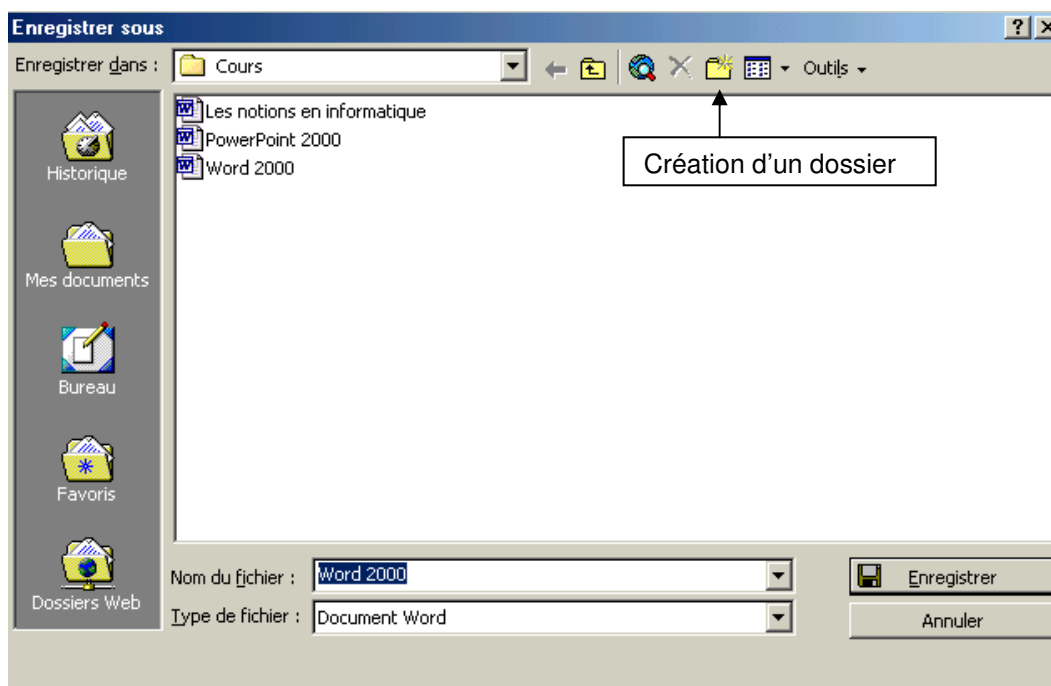 Enregistrer sous
Enregistrer dans :
Cours
Outils
Les notions en informatique
PowerPoint 2000
Word 2000
Création d’un dossier
Historique
Mes documents
Bureau
Favoris
Dossiers Web
Nom du fichier :
Word 2000
Enregistrer
Type de fichier :
Document Word
Annuler